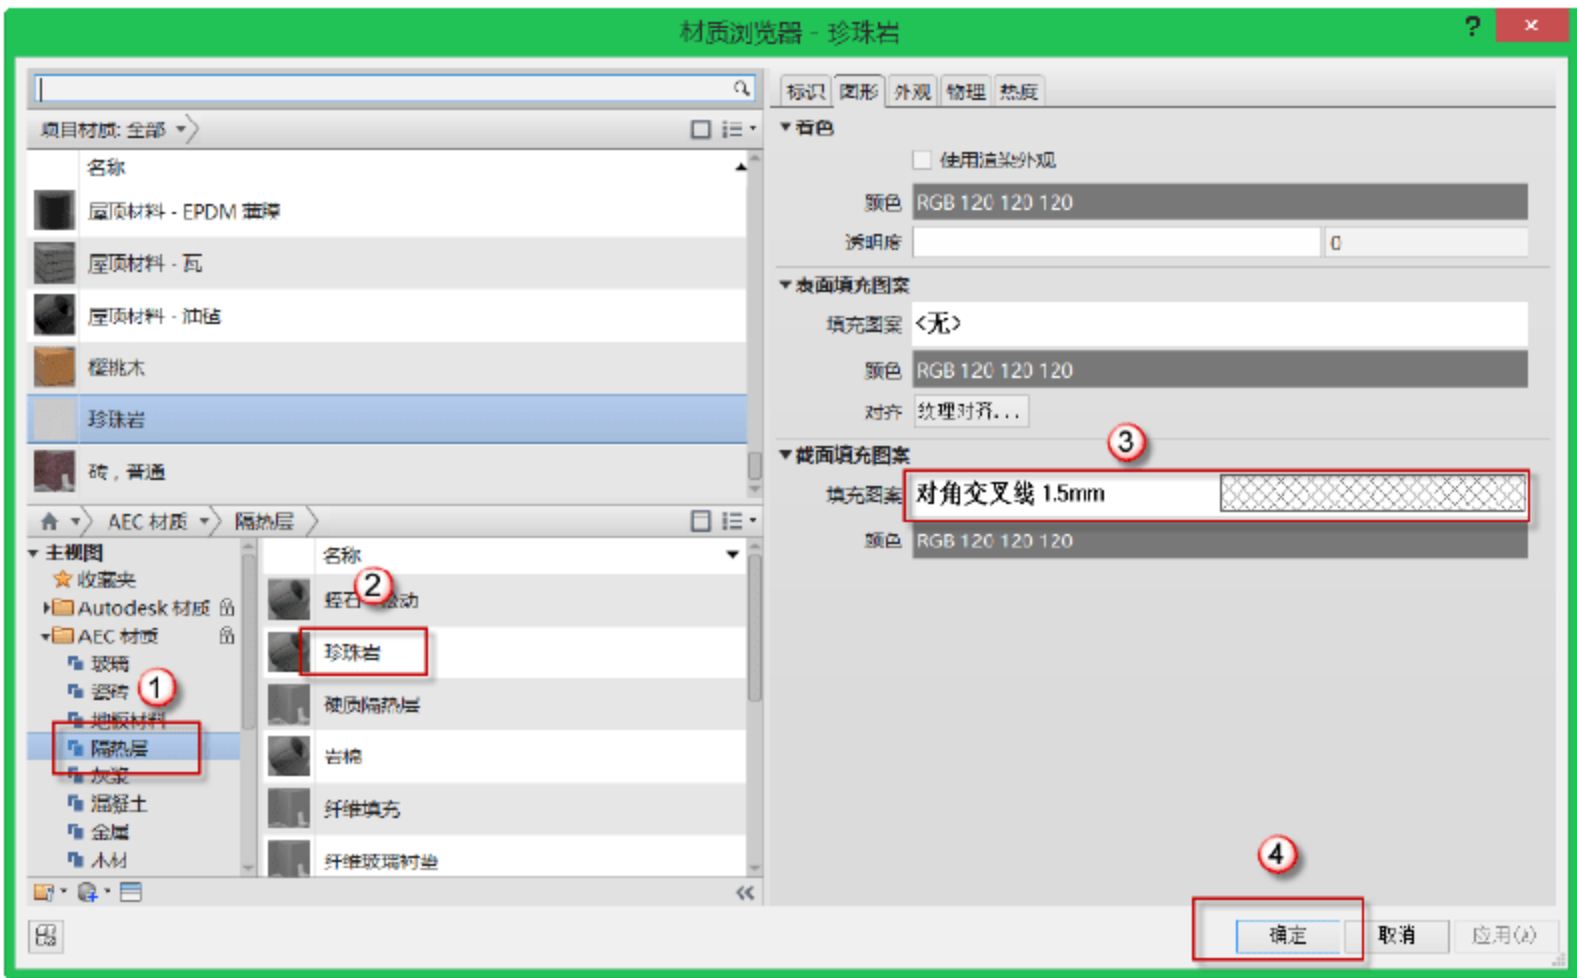 材质浏览器 - 珍珠岩
?
×
项目材质: 全部
名称
屋顶材料 - EPDM 薄膜
屋顶材料 - 瓦
屋顶材料 - 油毡
樱桃木
珍珠岩
砖，普通
AEC 材质
隔热层
主视图
收藏夹
Autodesk 材质
AEC 材质
玻璃
瓷砖
地板材料
隔热层
灰浆
混凝土
金属
木材
名称
蛭石 松动
珍珠岩
硬质隔热层
岩棉
纤维填充
纤维玻璃衬垫
1
2
标识 图形 外观 物理 热度
着色
使用渲染外观
颜色 RGB 120 120 120
透明度 0
表面填充图案
填充图案 <无>
颜色 RGB 120 120 120
对齐 纹理对齐...
3
截面填充图案
填充图案 对角交叉线 1.5mm
颜色 RGB 120 120 120
4
确定 取消 应用(A)